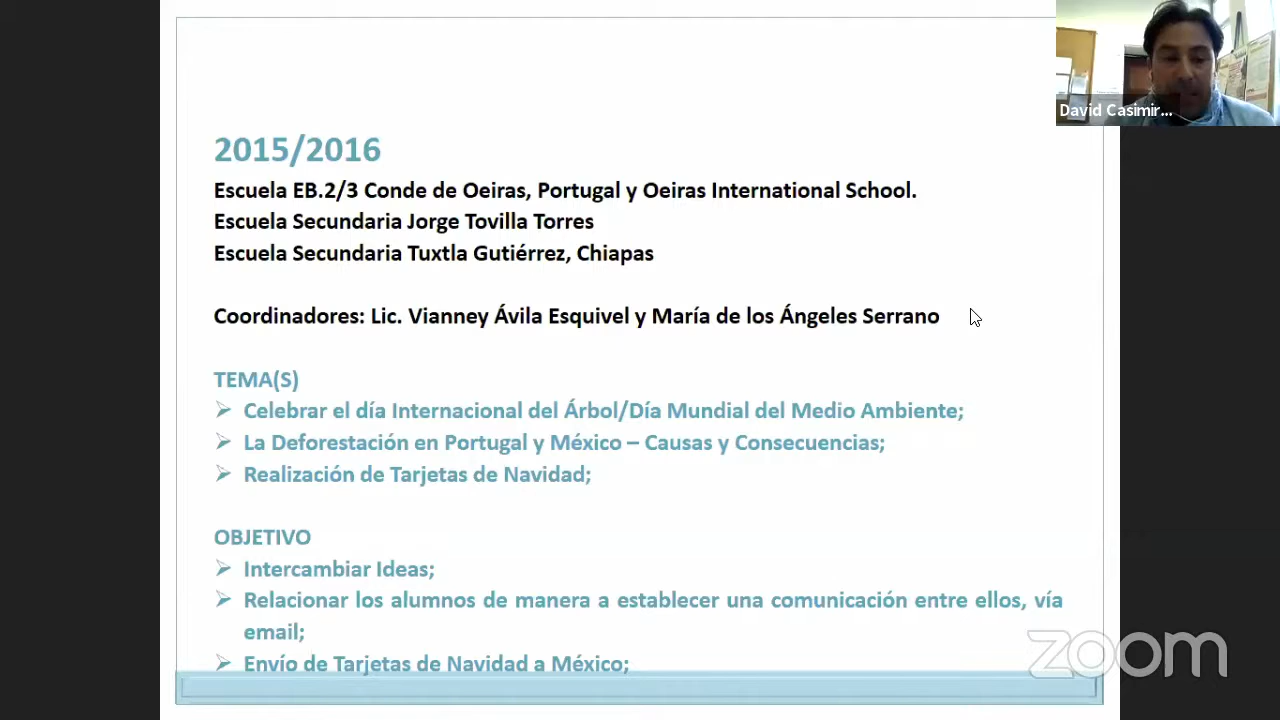 David Casimir...
2015/2016
Escuela EB.2/3 Conde de Oeiras, Portugal y Oeiras International School.
Escuela Secundaria Jorge Tovilla Torres
Escuela Secundaria Tuxtla Gutiérrez, Chiapas
Coordinadores: Lic. Vianney Ávila Esquivel y María de los Ángeles Serrano
TEMA(S)
➢ Celebrar el día Internacional del Árbol/Día Mundial del Medio Ambiente;
➢ La Deforestación en Portugal y México – Causas y Consecuencias;
➢ Realización de Tarjetas de Navidad;
OBJETIVO
➢ Intercambiar Ideas;
➢ Relacionar los alumnos de manera a establecer una comunicación entre ellos, vía
email;
➢ Envío de Tarjetas de Navidad a México;
zoom